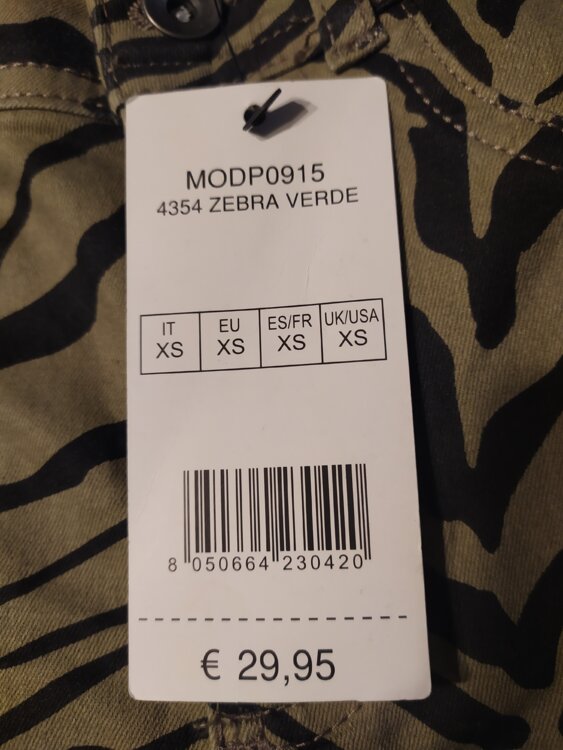 MODP0915
4354 ZEBRA VERDE
IT EU ES/FR UK/USA
XS XS XS XS
8 050664 230420
€ 29,95